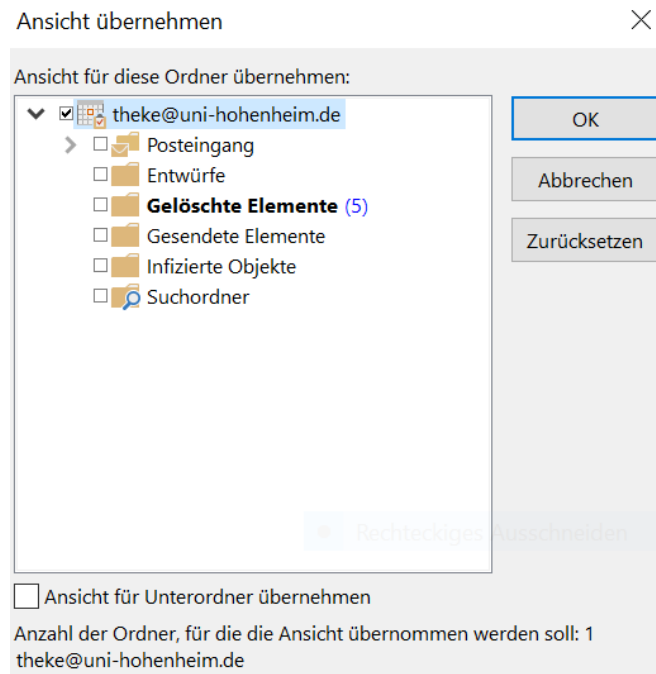 Ansicht übernehmen
Ansicht für diese Ordner übernehmen:
theke@uni-hohenheim.de
OK
Posteingang
Entwürfe
Abbrechen
Gelöschte Elemente (5)
Gesendete Elemente
Zurücksetzen
Infizierte Objekte
Suchordner
Rechteckiges Ausschneiden
Ansicht für Unterordner übernehmen
Anzahl der Ordner, für die die Ansicht übernommen werden soll: 1
theke@uni-hohenheim.de